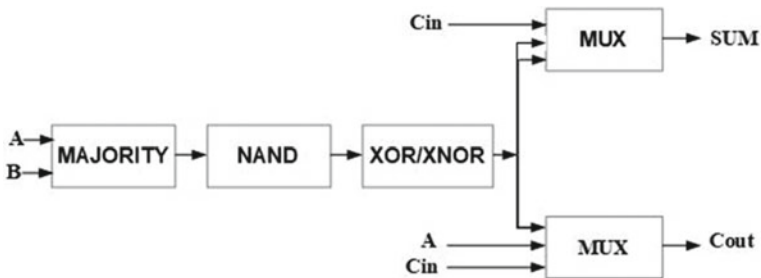 Cin
MUX
SUM
A
B
MAJORITY
NAND
XOR/XNOR
A
Cin
MUX
Cout